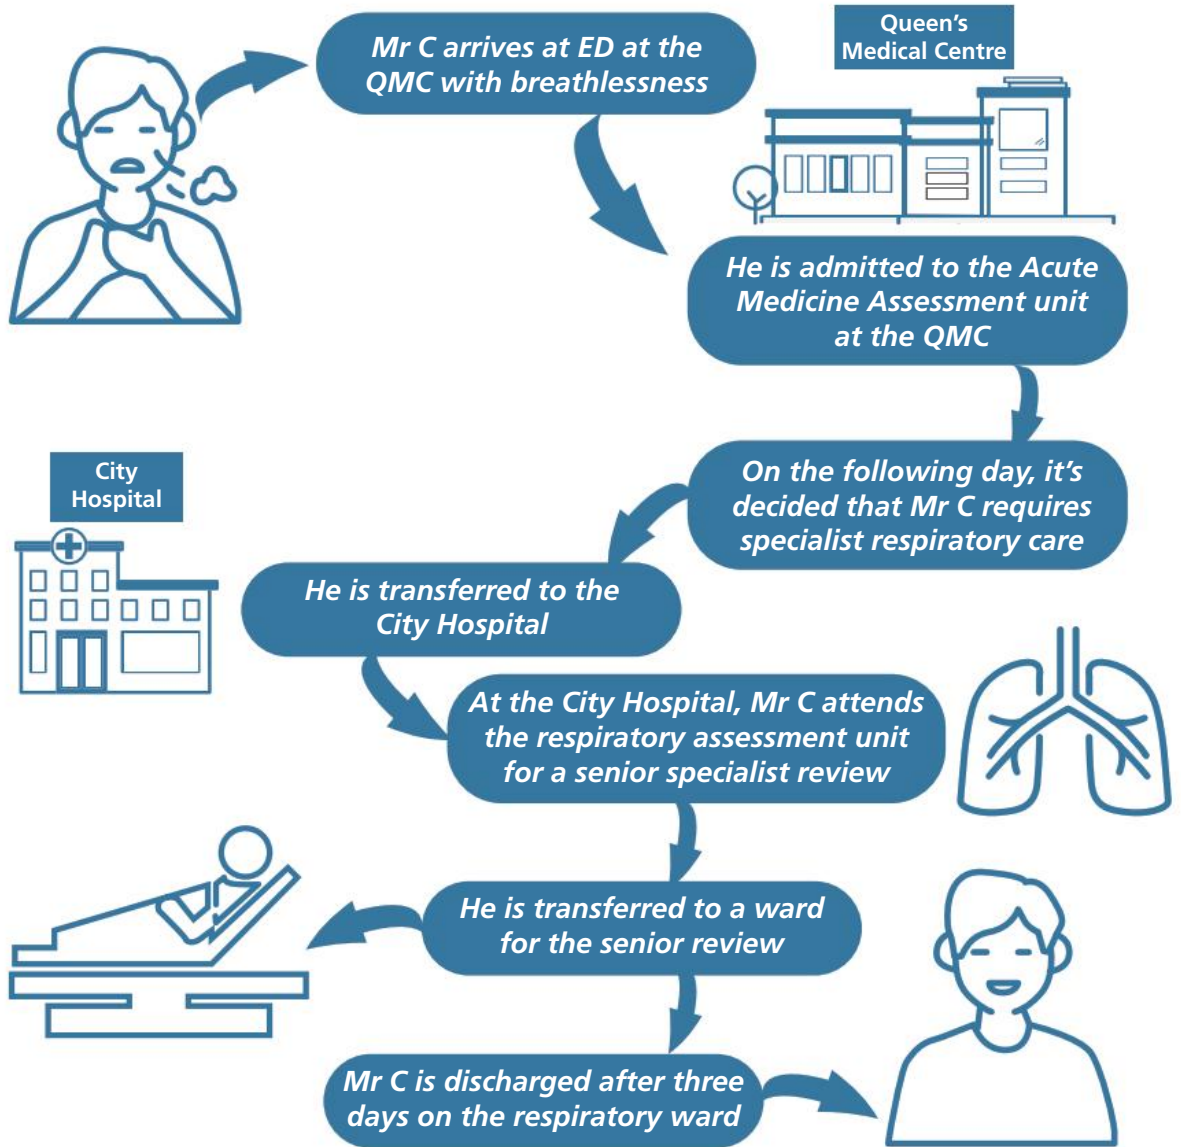 Mr C arrives at ED at the
QMC with breathlessness
Queen's
Medical Centre
He is admitted to the Acute
Medicine Assessment unit
at the QMC
On the following day, it's
decided that Mr C requires
specialist respiratory care
City
Hospital
He is transferred to the
City Hospital
At the City Hospital, Mr C attends
the respiratory assessment unit
for a senior specialist review
He is transferred to a ward
for the senior review
Mr C is discharged after three
days on the respiratory ward